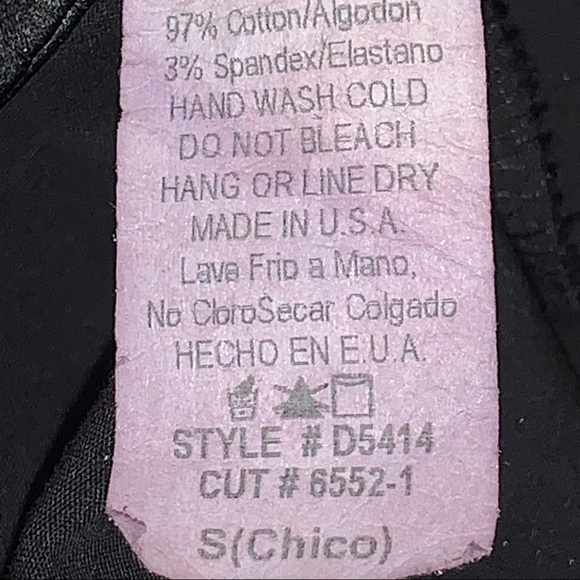 97% Cotton/Algodon
3% Spandex/Elastano
HAND WASH COLD
DO NOT BLEACH
HANG OR LINE DRY
MADE IN U.S.A.
Lave Frio a Mano,
No CloroSecar Colgado
HECHO EN E.U.A.
STYLE # D5414
CUT # 6552-1
S(Chico)